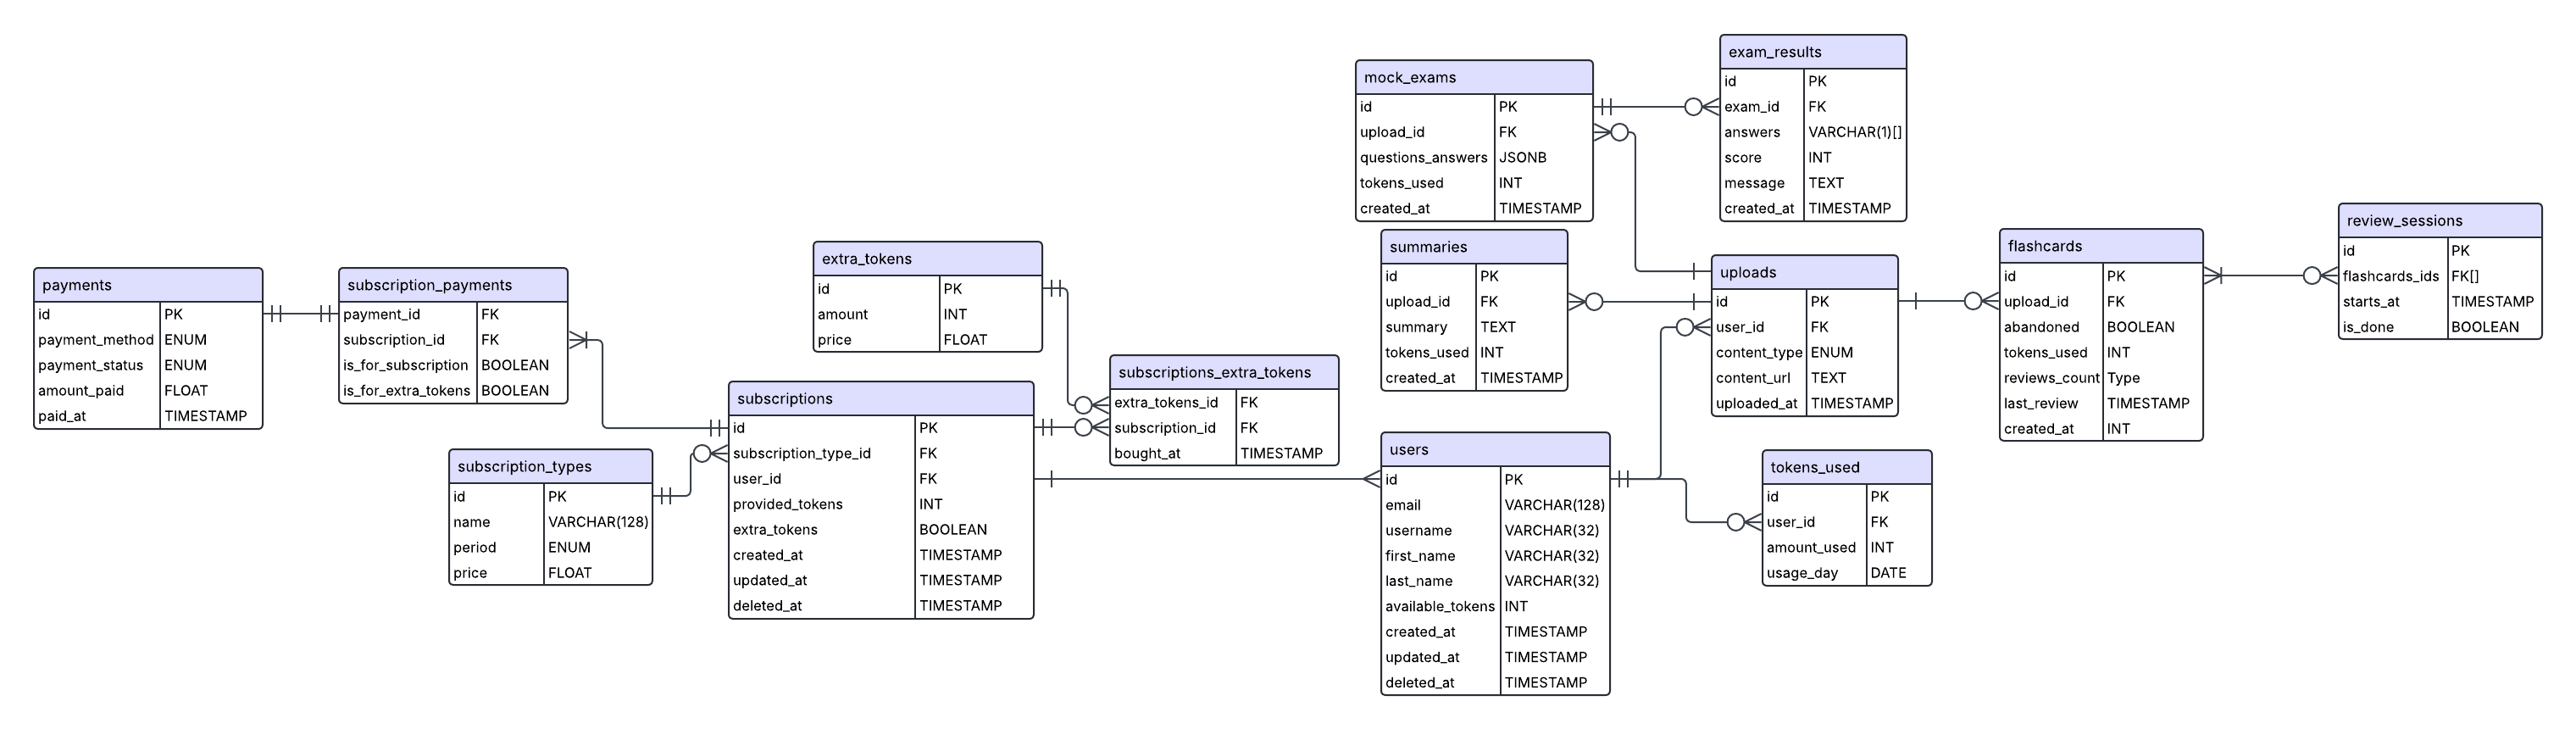 payments
id PK
payment_method ENUM
payment_status ENUM
amount_paid FLOAT
paid_at TIMESTAMP
subscription_payments
payment_id FK
subscription_id FK
is_for_subscription BOOLEAN
is_for_extra_tokens BOOLEAN
subscription_types
id PK
name VARCHAR(128)
period ENUM
price FLOAT
extra_tokens
id PK
amount INT
price FLOAT
subscriptions
id PK
subscription_type_id FK
user_id FK
provided_tokens INT
extra_tokens BOOLEAN
created_at TIMESTAMP
updated_at TIMESTAMP
deleted_at TIMESTAMP
subscriptions_extra_tokens
extra_tokens_id FK
subscription_id FK
bought_at TIMESTAMP
mock_exams
id PK
upload_id FK
questions_answers JSONB
tokens_used INT
created_at TIMESTAMP
summaries
id PK
upload_id FK
summary TEXT
tokens_used INT
created_at TIMESTAMP
users
id PK
email VARCHAR(128)
username VARCHAR(32)
first_name VARCHAR(32)
last_name VARCHAR(32)
available_tokens INT
created_at TIMESTAMP
updated_at TIMESTAMP
deleted_at TIMESTAMP
exam_results
id PK
exam_id FK
answers VARCHAR(1)[]
score INT
message TEXT
created_at TIMESTAMP
uploads
id PK
user_id FK
content_type ENUM
content_url TEXT
uploaded_at TIMESTAMP
tokens_used
id PK
user_id FK
amount_used INT
usage_day DATE
flashcards
id PK
upload_id FK
abandoned BOOLEAN
tokens_used INT
reviews_count Type
last_review TIMESTAMP
created_at INT
review_sessions
id PK
flashcards_ids FK[]
starts_at TIMESTAMP
is_done BOOLEAN